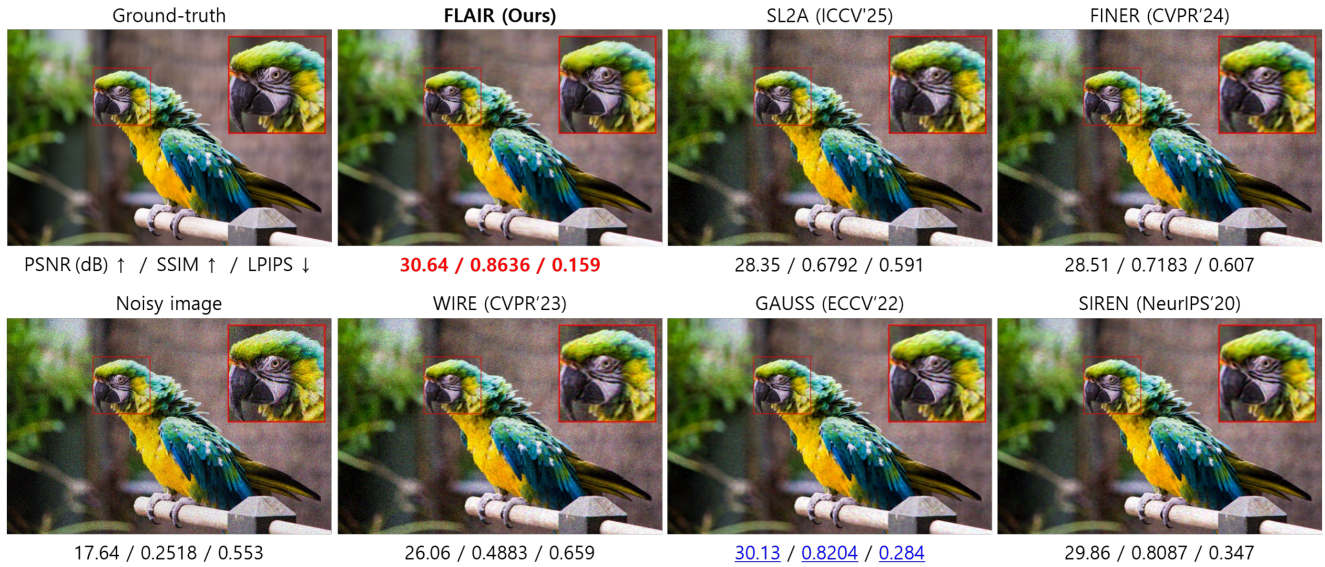 Ground-truth
FLAIR (Ours)
SL2A (ICCV'25)
FINER (CVPR’24)
PSNR (dB) ↑ / SSIM ↑ / LPIPS ↓
30.64 / 0.8636 / 0.159
28.35 / 0.6792 / 0.591
28.51 / 0.7183 / 0.607
Noisy image
WIRE (CVPR’23)
GAUSS (ECCV’22)
SIREN (NeurIPS’20)
17.64 / 0.2518 / 0.553
26.06 / 0.4883 / 0.659
30.13 / 0.8204 / 0.284
29.86 / 0.8087 / 0.347